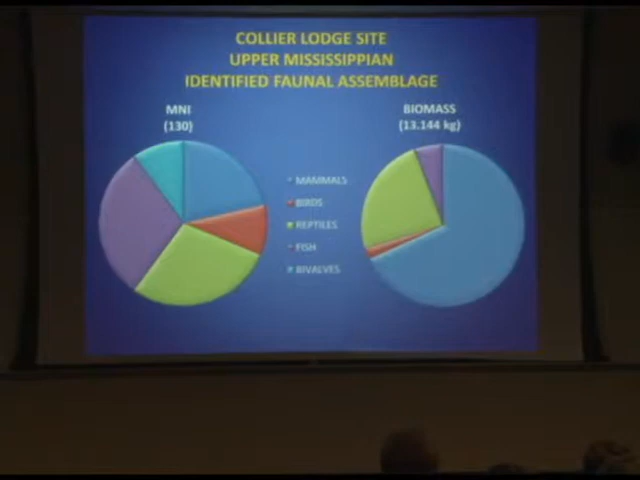 COLLIER LODGE SITE
UPPER MISSISSIPPIAN
IDENTIFIED FAUNAL ASSEMBLAGE
MNI
(130)
BIOMASS
(13.144 kg)
MAMMALS
BIRDS
REPTILES
FISH
BIVALVES